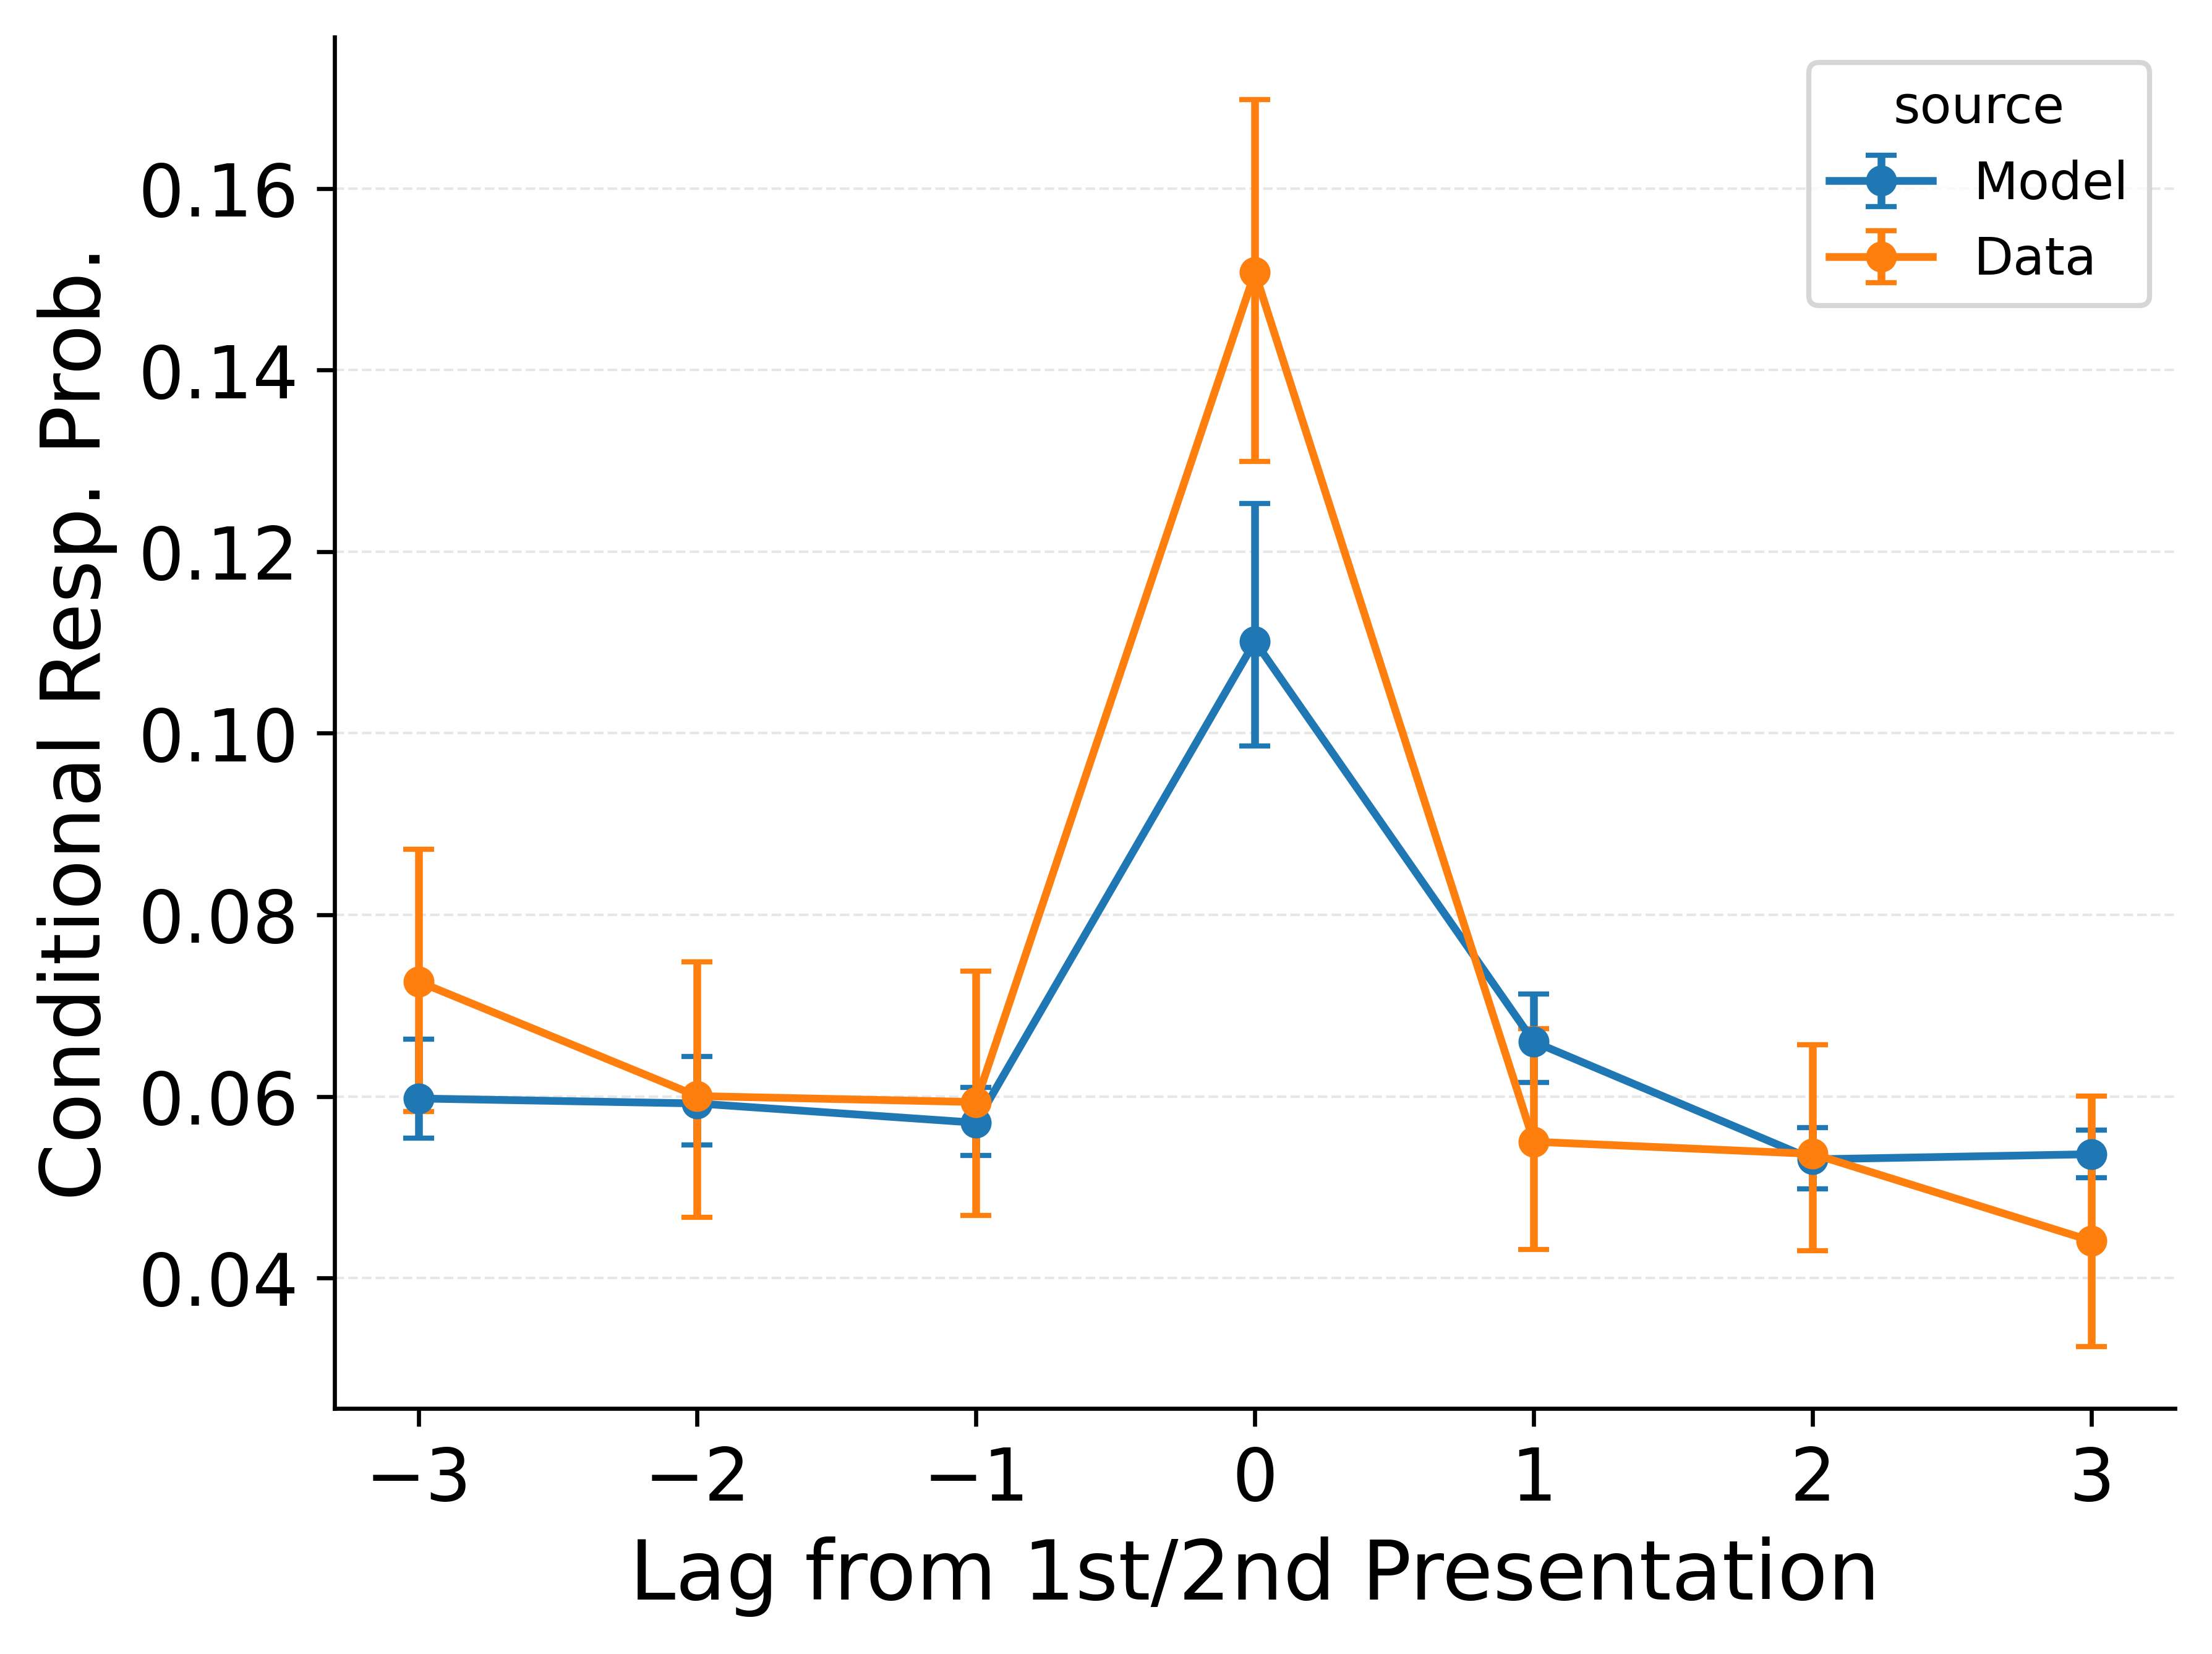 source
Model
Data
Conditional Resp. Prob.
0.16
0.14
0.12
0.10
0.08
0.06
0.04
−3 −2 −1 0 1 2 3
Lag from 1st/2nd Presentation